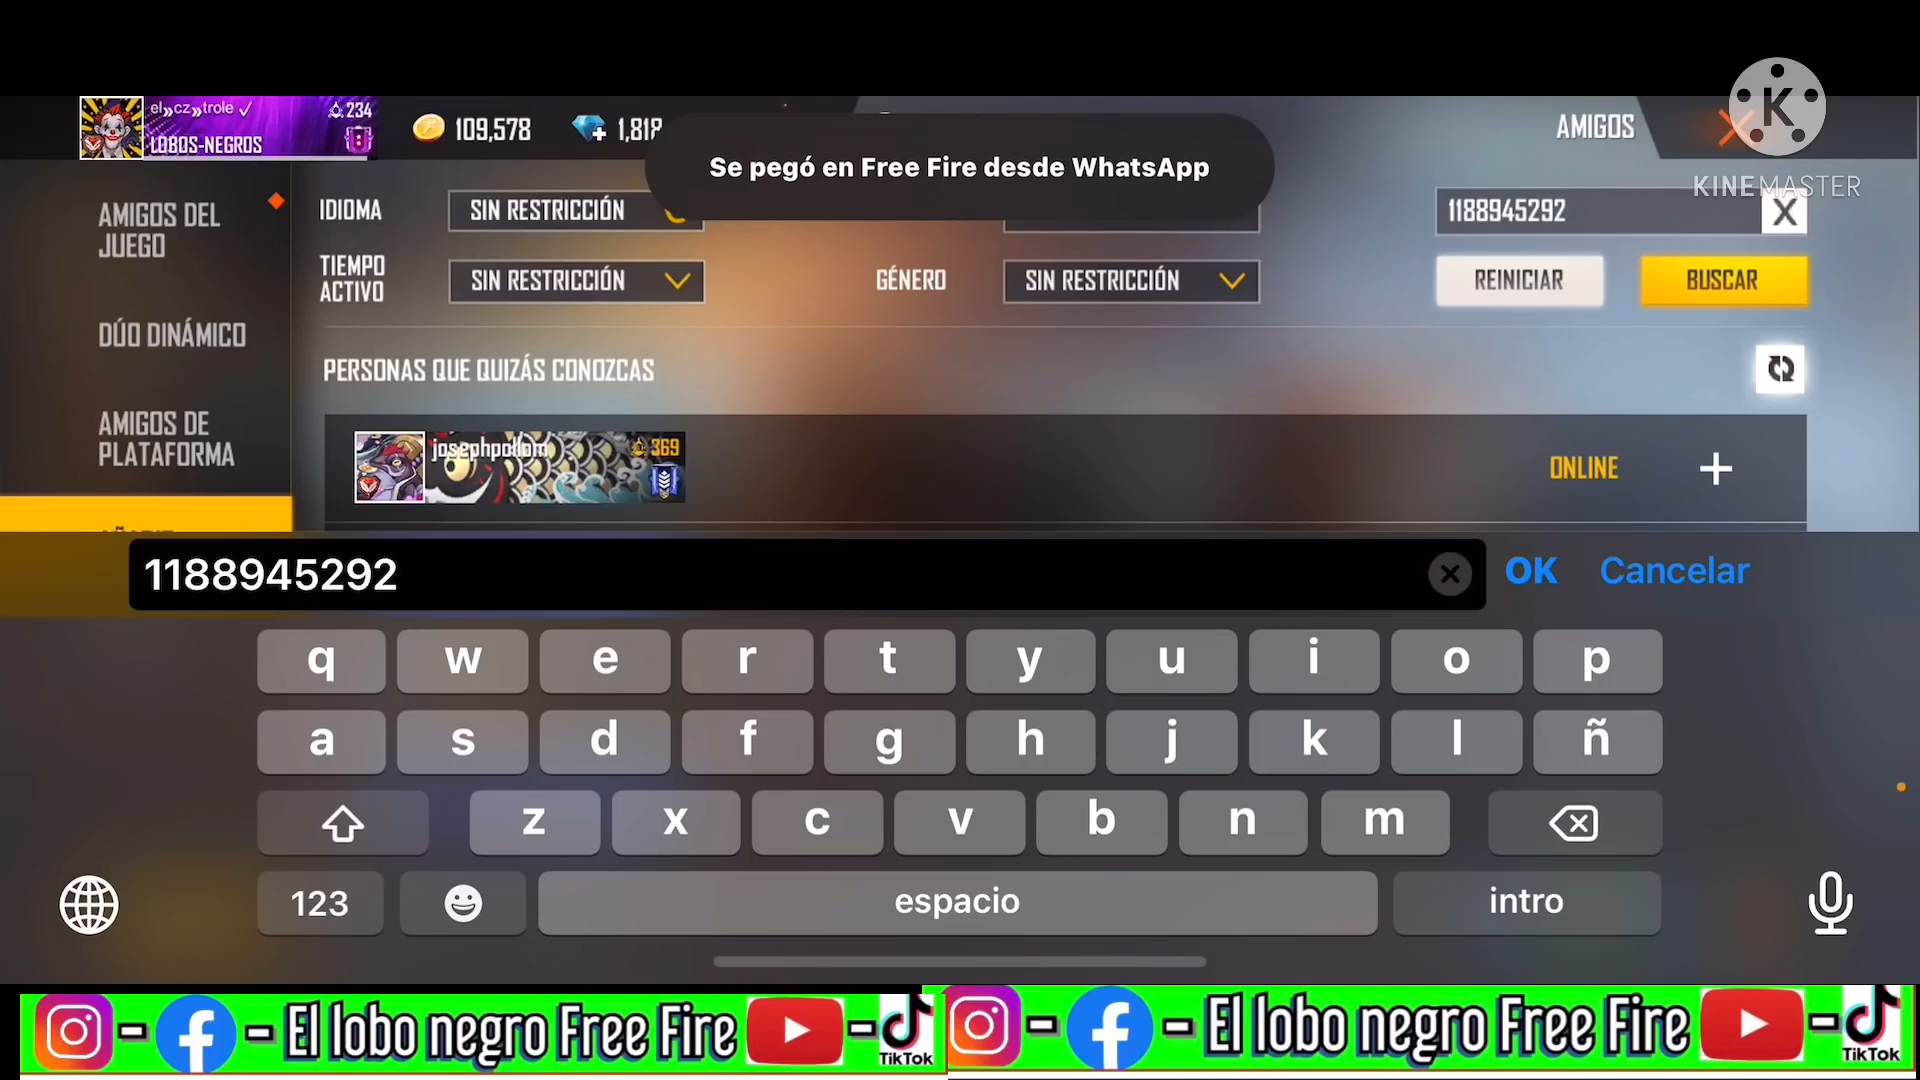 el»cz»trole ✓
234
LOBOS-NEGROS
109,578
1,818
Se pegó en Free Fire desde WhatsApp
AMIGOS
K
KINEMASTER
AMIGOS DEL
JUEGO
DÚO DINÁMICO
AMIGOS DE
PLATAFORMA
IDIOMA
SIN RESTRICCIÓN
TIEMPO
ACTIVO
SIN RESTRICCIÓN
GÉNERO
SIN RESTRICCIÓN
1188945292
X
REINICIAR
BUSCAR
PERSONAS QUE QUIZÁS CONOZCAS
josephpollom
369
ONLINE
1188945292
OK
Cancelar
q w e r t y u i o p
a s d f g h j k l ñ
z x c v b n m
123
espacio
intro
- f - El lobo negro Free Fire - TikTok
- f - El lobo negro Free Fire - TikTok